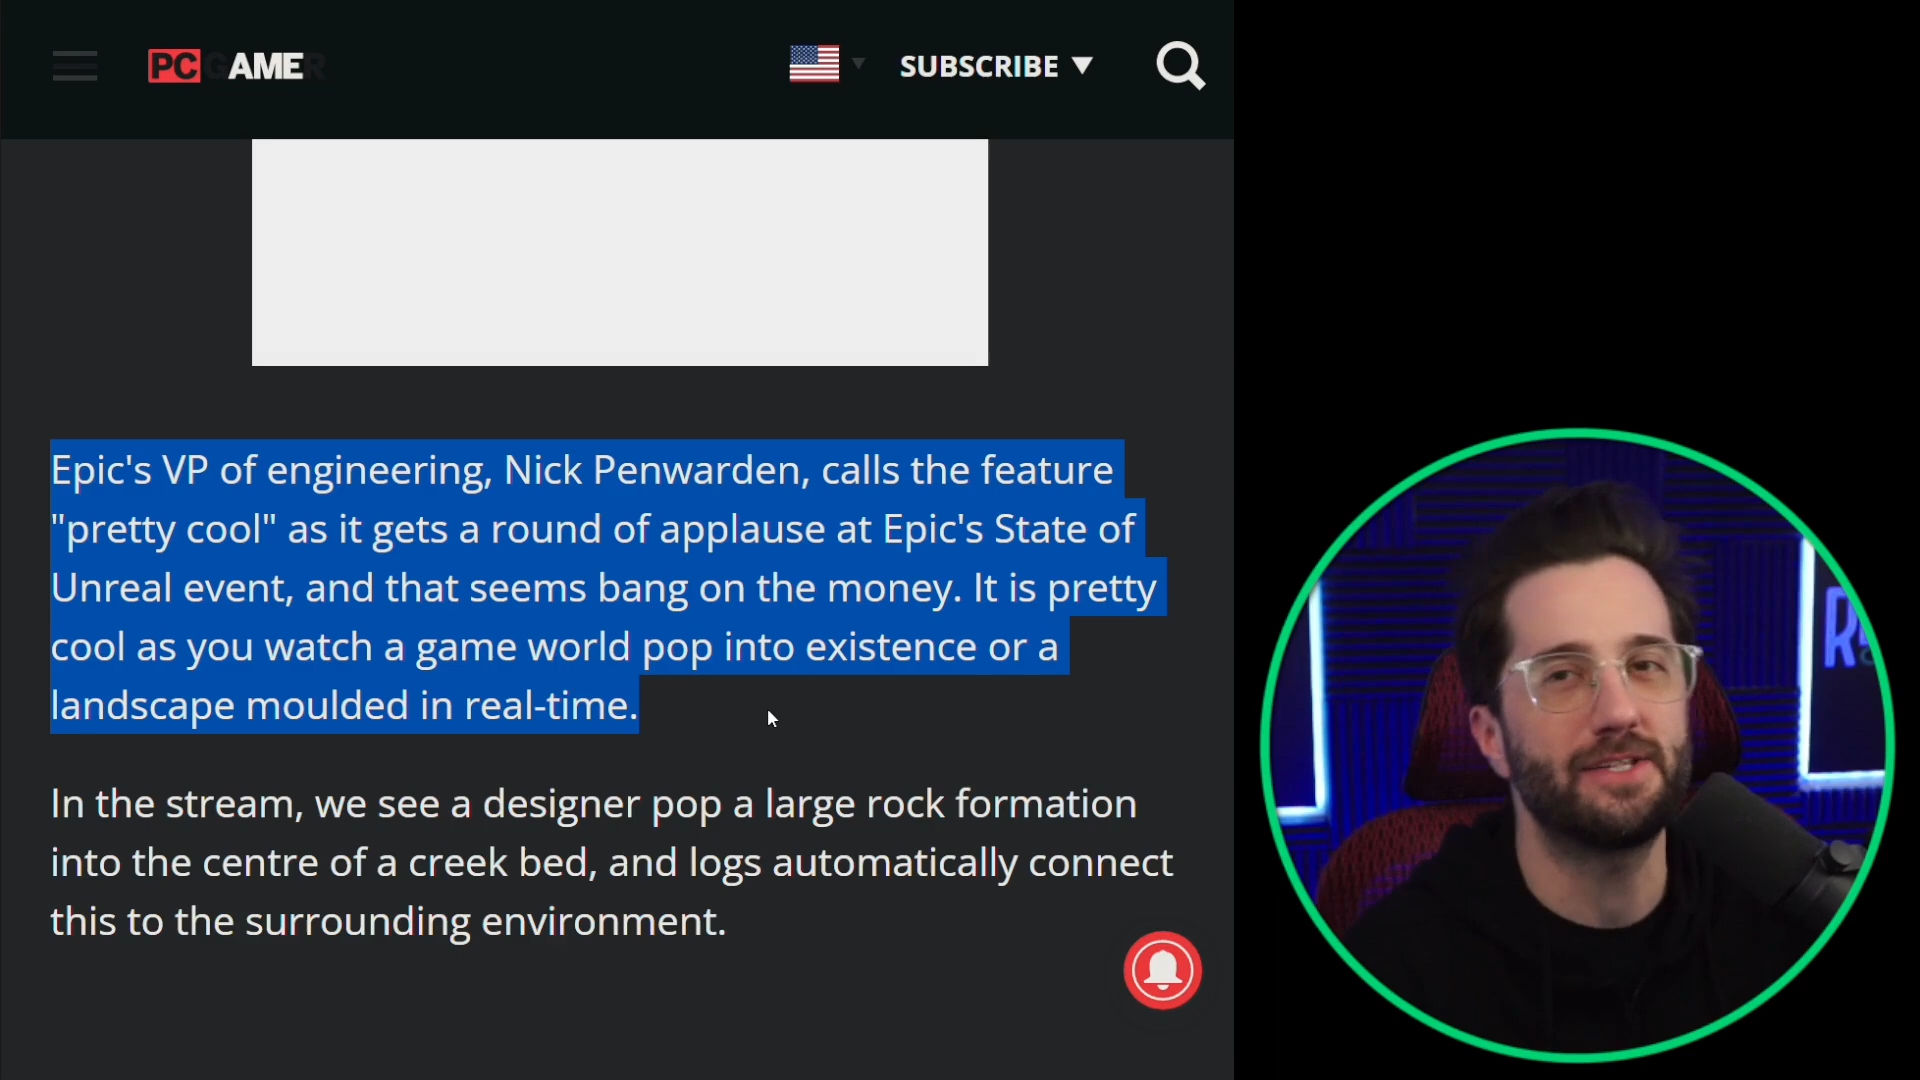 PC GAMER
SUBSCRIBE
Epic's VP of engineering, Nick Penwarden, calls the feature
"pretty cool" as it gets a round of applause at Epic's State of
Unreal event, and that seems bang on the money. It is pretty
cool as you watch a game world pop into existence or a
landscape moulded in real-time.
In the stream, we see a designer pop a large rock formation
into the centre of a creek bed, and logs automatically connect
this to the surrounding environment.